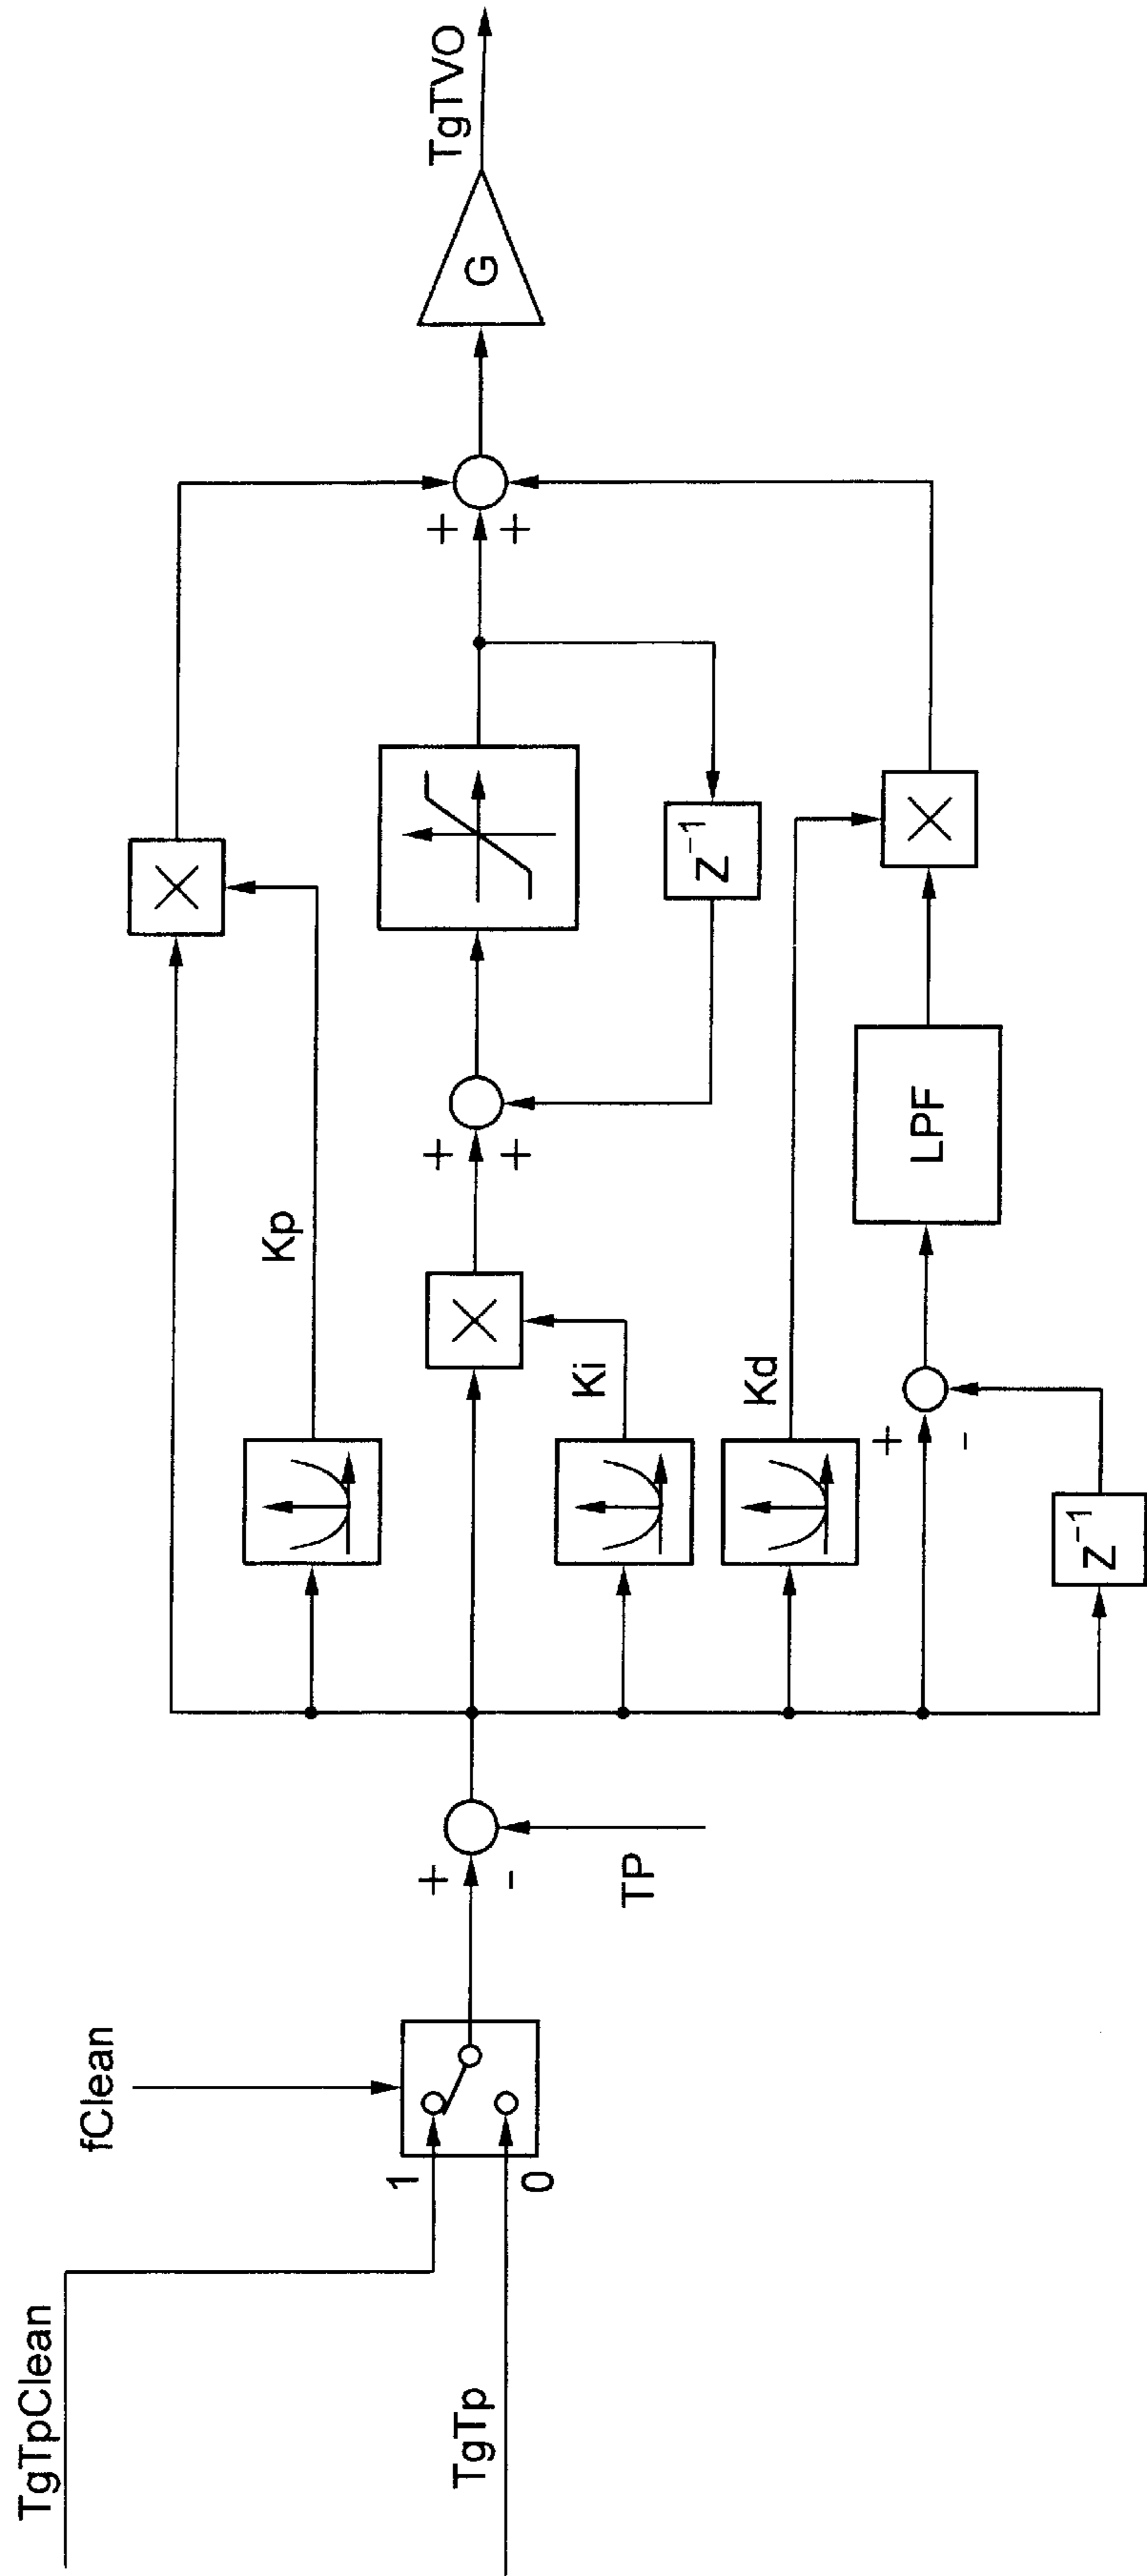 TgTpClean
fClean
1
TgTp
0
+
-
TP
Kp
Ki
Kd
+
-
Z⁻¹
+
+
LPF
Z⁻¹
+
+
G
TgTVO